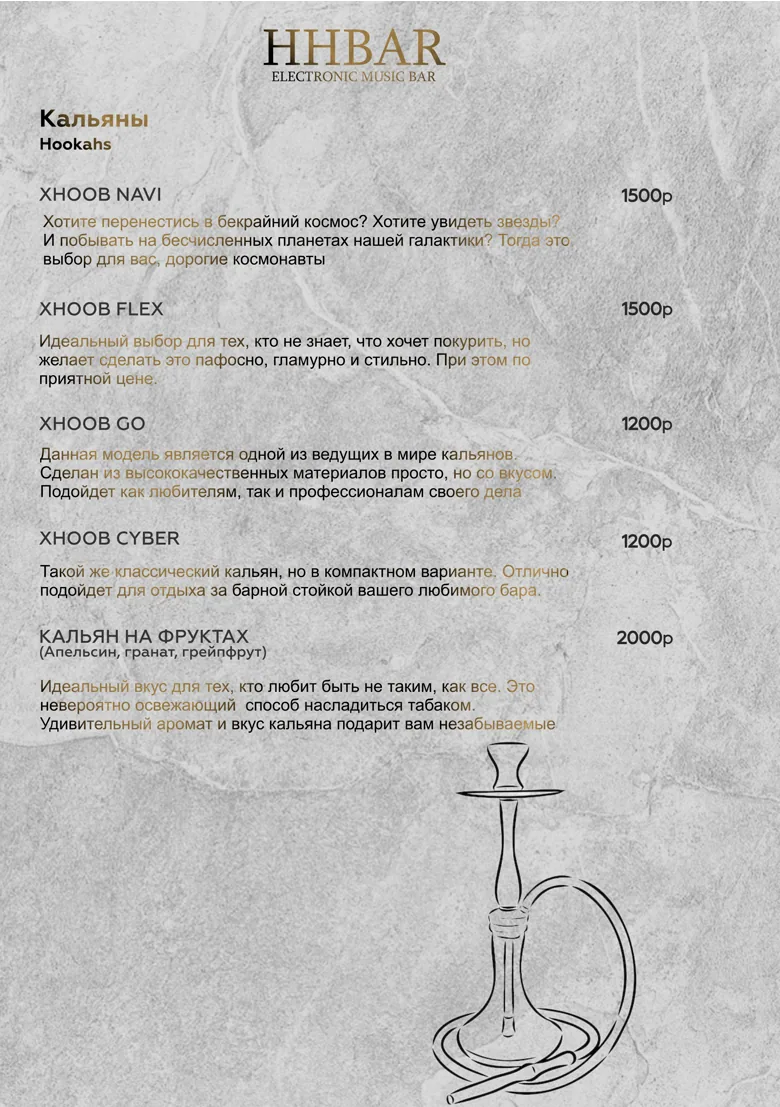 HHBAR
ELECTRONIC MUSIC BAR
Кальяны
Hookahs
XHOOB NAVI 1500р
Хотите перенестись в бекрайний космос? Хотите увидеть звезды?
И побывать на бесчисленных планетах нашей галактики? Тогда это,
выбор для вас, дорогие космонавты
XHOOB FLEX 1500р
Идеальный выбор для тех, кто не знает, что хочет покурить, но
желает сделать это пафосно, гламурно и стильно. При этом по
приятной цене.
XHOOB GO 1200р
Данная модель является одной из ведущих в мире кальянов.
Сделан из высококачественных материалов просто, но со вкусом.
Подойдет как любителям, так и профессионалам своего дела
XHOOB CYBER 1200р
Такой же классический кальян, но в компактном варианте. Отлично
подойдет для отдыха за барной стойкой вашего любимого бара.
КАЛЬЯН НА ФРУКТАХ 2000р
(Апельсин, гранат, грейпфрут)
Идеальный вкус для тех, кто любит быть не таким, как все. Это
невероятно освежающий способ насладиться табаком.
Удивительный аромат и вкус кальяна подарит вам незабываемые